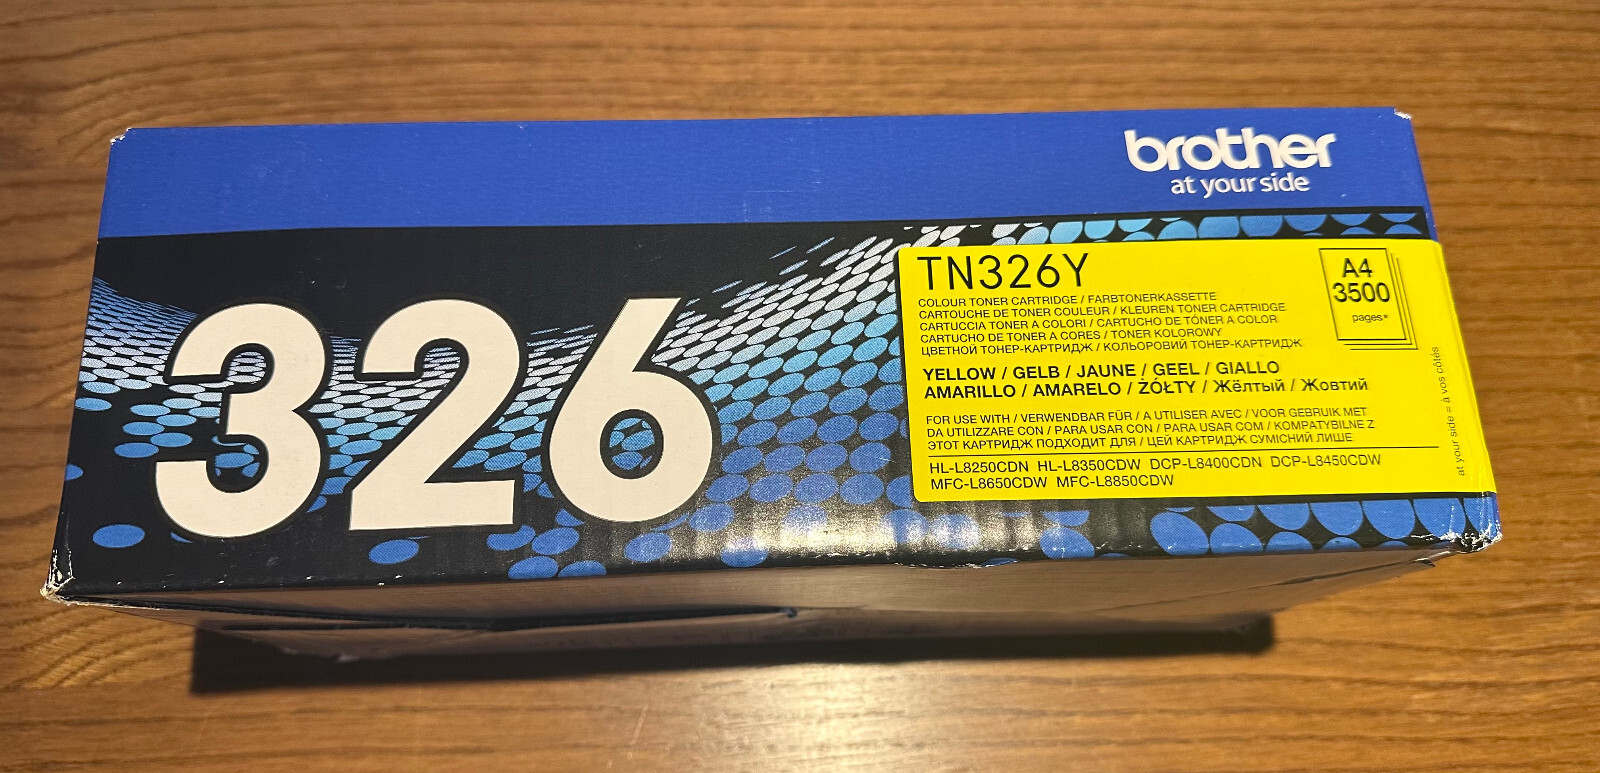 brother
at your side
326
TN326Y
COLOUR TONER CARTRIDGE / FARBTONERKASSETTE
CARTOUCHE DE TONER COULEUR / KLEUREN TONER CARTRIDGE
CARTUCCIA TONER A COLORI / CARTUCHO DE TÓNER A COLOR
CARTUCHO DE TONER A CORES / TONER KOLOROWY
ЦВЕТНОЙ ТОНЕР-КАРТРИДЖ / КОЛЬОРОВИЙ ТОНЕР-КАРТРИДЖ
A4
3500
pages*
YELLOW / GELB / JAUNE / GEEL / GIALLO
AMARILLO / AMARELO / ŻÓŁTY / Жёлтый / Жовтий
FOR USE WITH / VERWENDBAR FÜR / A UTILISER AVEC / VOOR GEBRUIK MET
DA UTILIZZARE CON / PARA USAR CON / PARA USAR COM / KOMPATYBILNE Z
ЭТОТ КАРТРИДЖ ПОДХОДИТ ДЛЯ / ЦЕЙ КАРТРИДЖ СУМІСНИЙ ЛИШЕ
HL-L8250CDN HL-L8350CDW DCP-L8400CDN DCP-L8450CDW
MFC-L8650CDW MFC-L8850CDW
at your side = à vos côtés